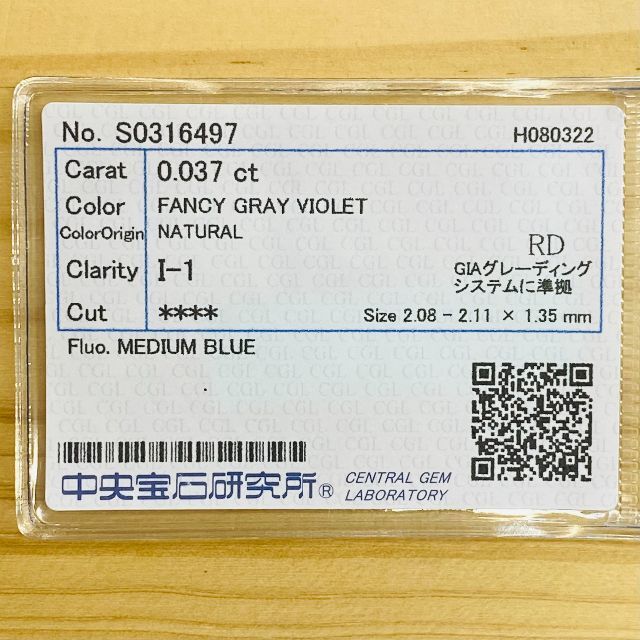 No. S0316497 H080322
Carat 0.037 ct
Color FANCY GRAY VIOLET
ColorOrigin NATURAL
RD
Clarity I-1
GIAグレーディング
システムに準拠
Cut **** Size 2.08 - 2.11 × 1.35 mm
Fluo. MEDIUM BLUE
中央宝石研究所® CENTRAL GEM
LABORATORY